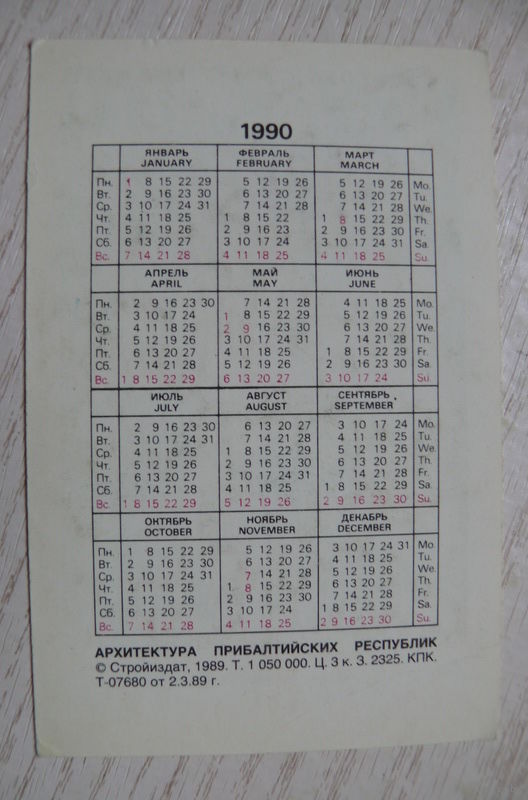 1990
ЯНВАРЬ ФЕВРАЛЬ МАРТ
JANUARY FEBRUARY MARCH
Пн. 1 8 15 22 29 5 12 19 26 5 12 19 26 Mo.
Вт. 2 9 16 23 30 6 13 20 27 6 13 20 27 Tu.
Ср. 3 10 17 24 31 7 14 21 28 7 14 21 28 We.
Чт. 4 11 18 25 1 8 15 22 1 8 15 22 29 Th.
Пт. 5 12 19 26 2 9 16 23 2 9 16 23 30 Fr.
Сб. 6 13 20 27 3 10 17 24 3 10 17 24 31 Sa.
Вс. 7 14 21 28 4 11 18 25 4 11 18 25 Su.
АПРЕЛЬ МАЙ ИЮНЬ
APRIL MAY JUNE
Пн. 2 9 16 23 30 7 14 21 28 4 11 18 25 Mo.
Вт. 3 10 17 24 1 8 15 22 29 5 12 19 26 Tu.
Ср. 4 11 18 25 2 9 16 23 30 6 13 20 27 We.
Чт. 5 12 19 26 3 10 17 24 31 7 14 21 28 Th.
Пт. 6 13 20 27 4 11 18 25 1 8 15 22 29 Fr.
Сб. 7 14 21 28 5 12 19 26 2 9 16 23 30 Sa.
Вс. 1 8 15 22 29 6 13 20 27 3 10 17 24 Su.
ИЮЛЬ АВГУСТ СЕНТЯБРЬ
JULY AUGUST SEPTEMBER
Пн. 2 9 16 23 30 6 13 20 27 3 10 17 24 Mo.
Вт. 3 10 17 24 31 7 14 21 28 4 11 18 25 Tu.
Ср. 4 11 18 25 1 8 15 22 29 5 12 19 26 We.
Чт. 5 12 19 26 2 9 16 23 30 6 13 20 27 Th.
Пт. 6 13 20 27 3 10 17 24 31 7 14 21 28 Fr.
Сб. 7 14 21 28 4 11 18 25 1 8 15 22 29 Sa.
Вс. 1 8 15 22 29 5 12 19 26 2 9 16 23 30 Su.
ОКТЯБРЬ НОЯБРЬ ДЕКАБРЬ
OCTOBER NOVEMBER DECEMBER
Пн. 1 8 15 22 29 5 12 19 26 3 10 17 24 31 Mo.
Вт. 2 9 16 23 30 6 13 20 27 4 11 18 25 Tu.
Ср. 3 10 17 24 31 7 14 21 28 5 12 19 26 We.
Чт. 4 11 18 25 1 8 15 22 29 6 13 20 27 Th.
Пт. 5 12 19 26 2 9 16 23 30 7 14 21 28 Fr.
Сб. 6 13 20 27 3 10 17 24 1 8 15 22 29 Sa.
Вс. 7 14 21 28 4 11 18 25 2 9 16 23 30 Su.
АРХИТЕКТУРА ПРИБАЛТИЙСКИХ РЕСПУБЛИК
© Стройиздат, 1989. Т. 1 050 000. Ц. 3 к. З. 2325. КПК.
Т-07680 от 2.3.89 г.